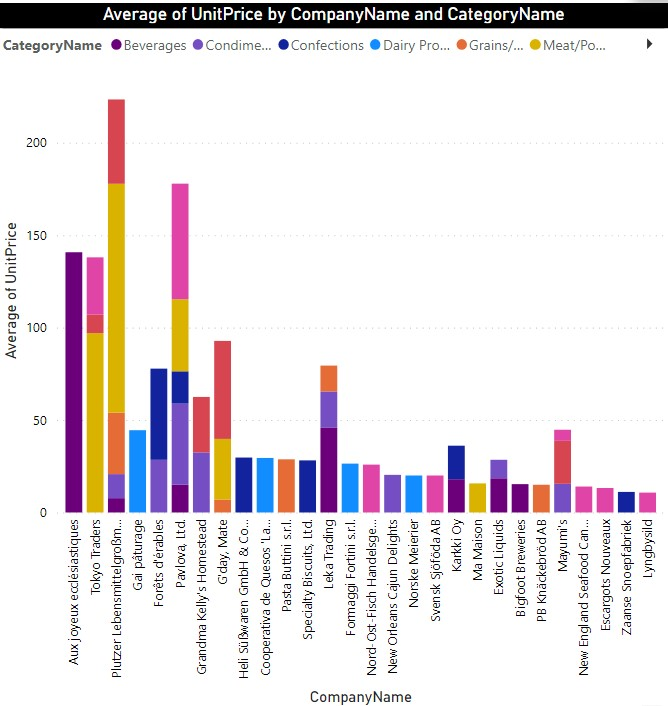 Average of UnitPrice by CompanyName and CategoryName
CategoryName Beverages Condime... Confections Dairy Pro... Grains/... Meat/Po...
200
150
100
50
0
Average of UnitPrice
Aux joyeux ecclésiastiques
Tokyo Traders
Plutzer Lebensmittelgroßm...
Gai pâturage
Forêts d'érables
Pavlova, Ltd.
Grandma Kelly's Homestead
G'day, Mate
Heli Süßwaren GmbH & Co...
Cooperativa de Quesos 'La...
Pasta Buttini s.r.l.
Specialty Biscuits, Ltd.
Leka Trading
Formaggi Fortini s.r.l.
Nord-Ost-Fisch Handelsge...
New Orleans Cajun Delights
Norske Meierier
Svensk Sjöföda AB
Karkki Oy
Ma Maison
Exotic Liquids
Bigfoot Breweries
PB Knäckebröd AB
Mayumi's
New England Seafood Can...
Escargots Nouveaux
Zaanse Snoepfabriek
Lyngbysild
CompanyName